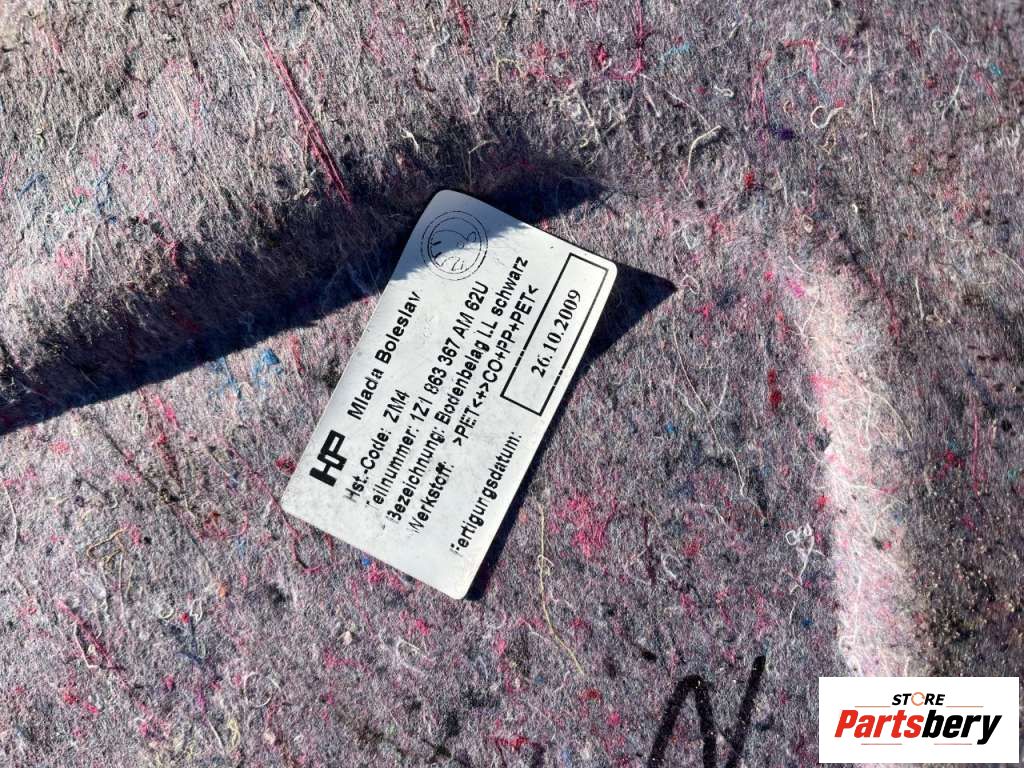 HP Mlada Boleslav
Hst.-Code: ZM4
Teilnummer: 1Z1 863 367 AM 62U
Bezeichnung: Bodenbelag LL schwarz
Werkstoff: >PET<+>CO+PP+PET<
Fertigungsdatum: 26.10.2009
STORE
Partsbery